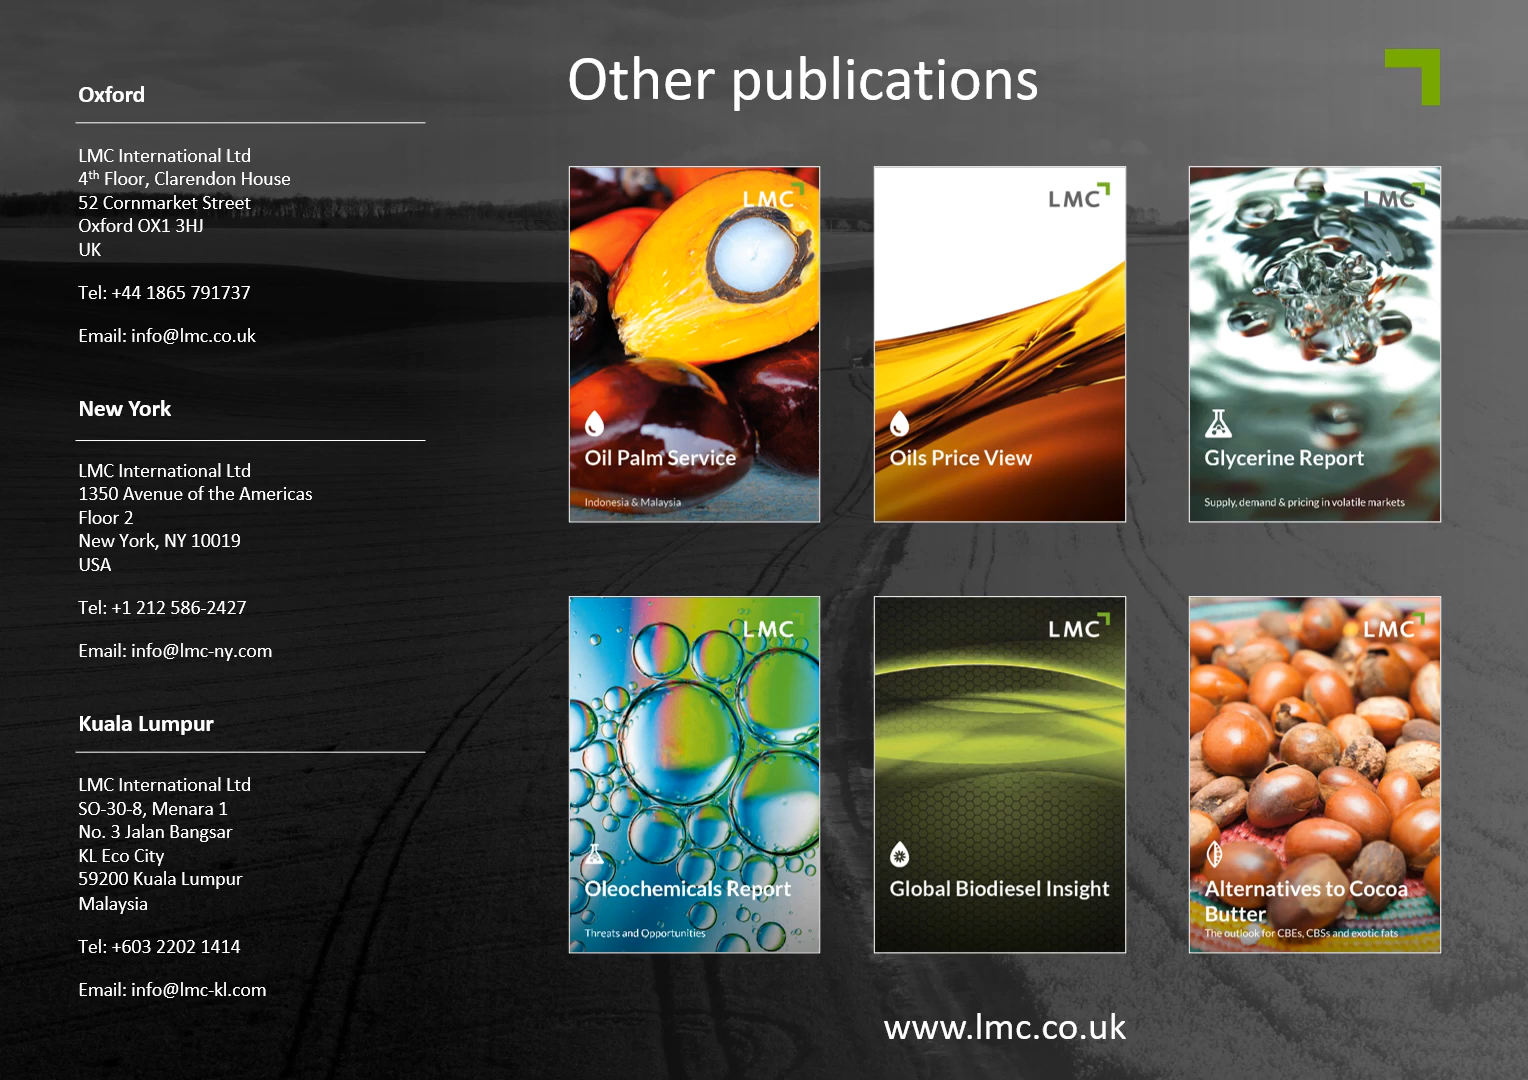 Oxford
LMC International Ltd
4th Floor, Clarendon House
52 Cornmarket Street
Oxford OX1 3HJ
UK
Tel: +44 1865 791737
Email: info@lmc.co.uk
New York
LMC International Ltd
1350 Avenue of the Americas
Floor 2
New York, NY 10019
USA
Tel: +1 212 586-2427
Email: info@lmc-ny.com
Kuala Lumpur
LMC International Ltd
SO-30-8, Menara 1
No. 3 Jalan Bangsar
KL Eco City
59200 Kuala Lumpur
Malaysia
Tel: +603 2202 1414
Email: info@lmc-kl.com
Other publications
LMC
Oil Palm Service
Indonesia & Malaysia
LMC
Oils Price View
LMC
Glycerine Report
Supply, demand & pricing in volatile markets
LMC
Oleochemicals Report
Threats and Opportunities
LMC
Global Biodiesel Insight
LMC
Alternatives to Cocoa
Butter
The outlook for CBEs, CBSs and exotic fats
www.lmc.co.uk